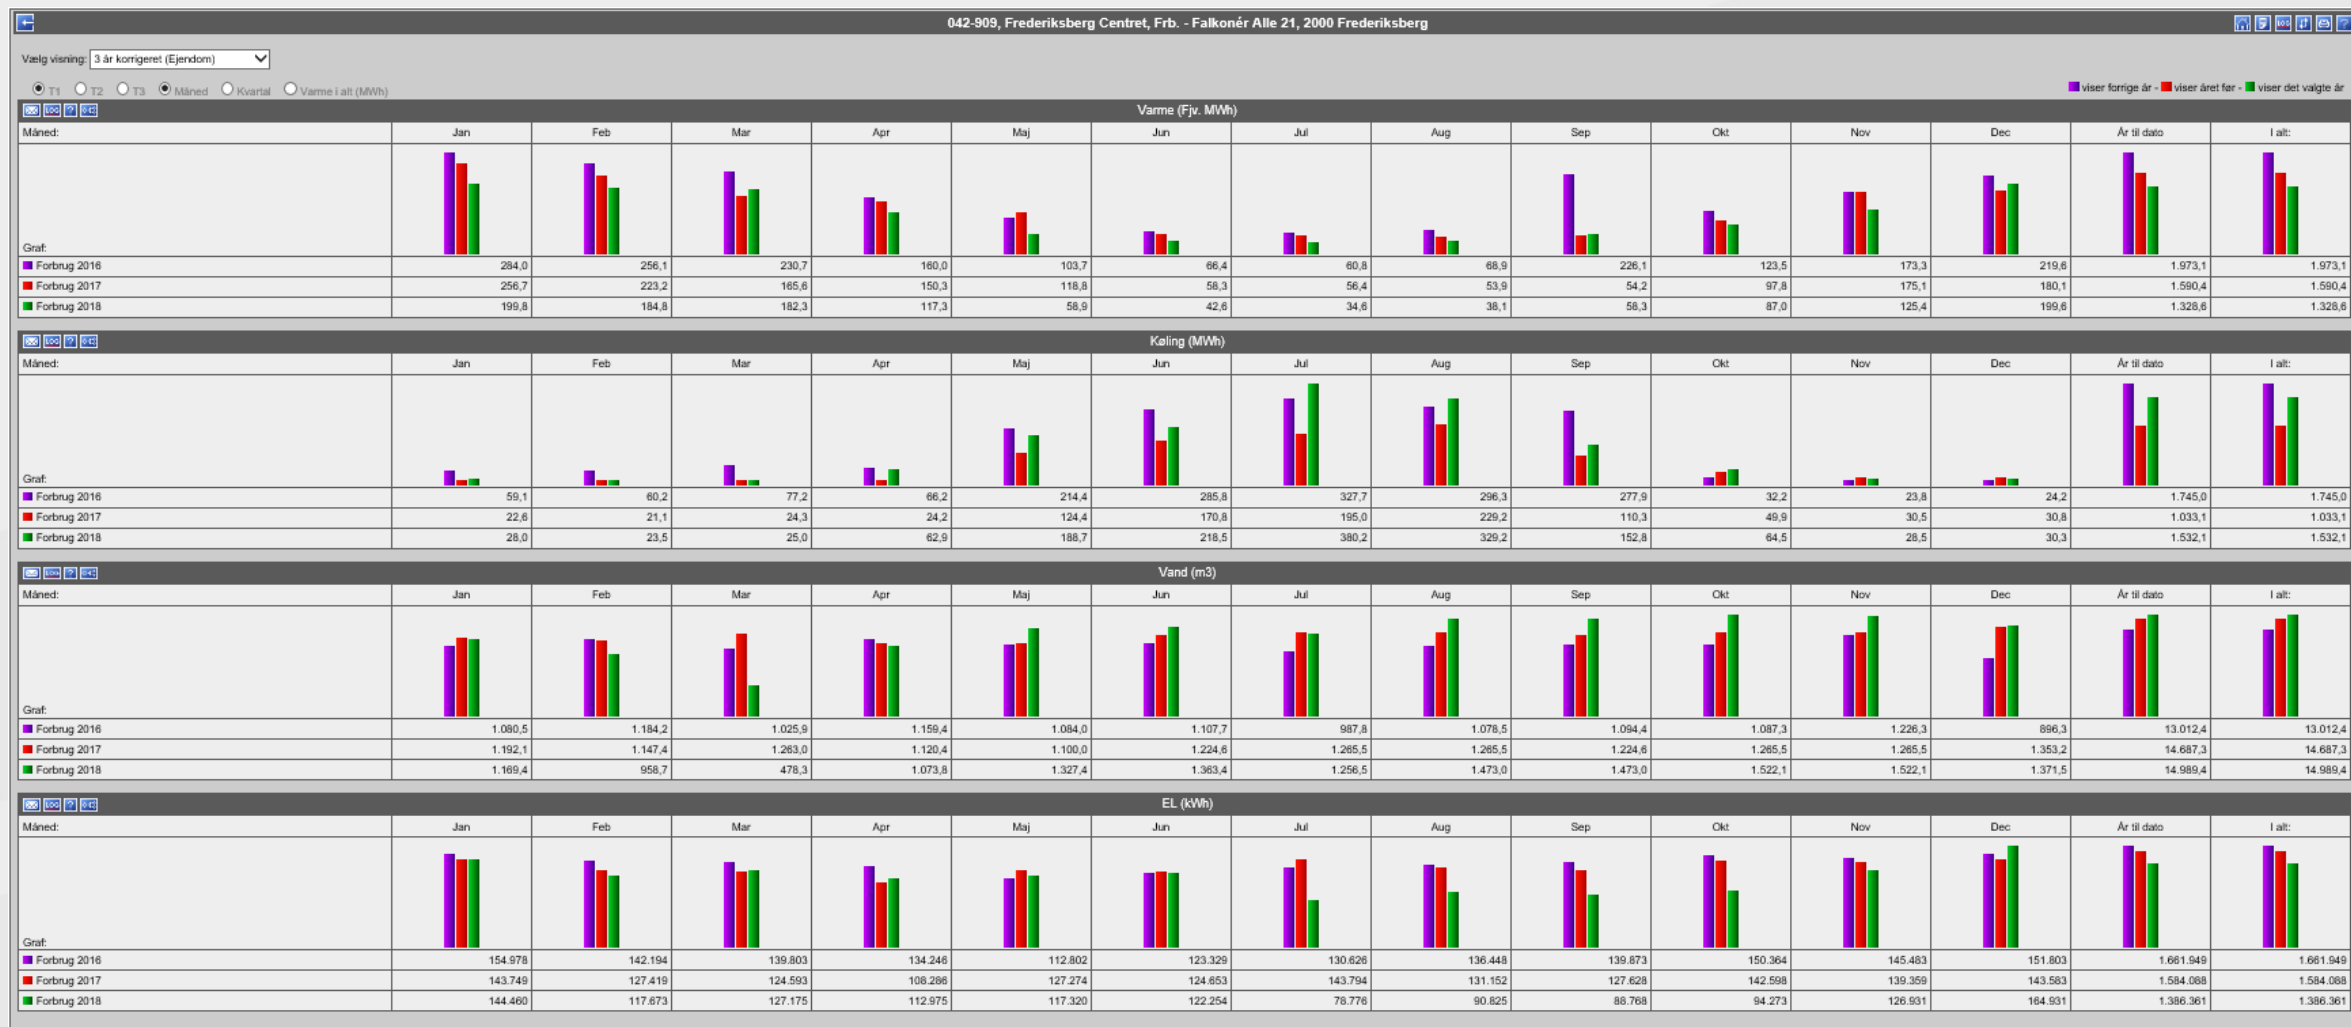 042-909, Frederiksberg Centret, Frb. - Falkonér Alle 21, 2000 Frederiksberg
LOG ?
Vælg visning: 3 år korrigeret (Ejendom)
T1 T2 T3 Måned Kvartal Varme i alt (MWh)
viser forrige år - viser året før - viser det valgte år
LOG ?
Varme (Fjv. MWh)
Måned: Jan Feb Mar Apr Maj Jun Jul Aug Sep Okt Nov Dec År til dato I alt:
Graf:
Forbrug 2016 284,0 256,1 230,7 160,0 103,7 66,4 60,8 68,9 226,1 123,5 173,3 219,6 1.973,1 1.973,1
Forbrug 2017 256,7 223,2 165,6 150,3 118,8 58,3 56,4 53,9 54,2 97,8 175,1 180,1 1.590,4 1.590,4
Forbrug 2018 199,8 184,8 182,3 117,3 58,9 42,6 34,6 38,1 58,3 87,0 125,4 199,6 1.328,6 1.328,6
LOG ?
Køling (MWh)
Måned: Jan Feb Mar Apr Maj Jun Jul Aug Sep Okt Nov Dec År til dato I alt:
Graf:
Forbrug 2016 59,1 60,2 77,2 66,2 214,4 285,8 327,7 296,3 277,9 32,2 23,8 24,2 1.745,0 1.745,0
Forbrug 2017 22,6 21,1 24,3 24,2 124,4 170,8 195,0 229,2 110,3 49,9 30,5 30,8 1.033,1 1.033,1
Forbrug 2018 28,0 23,5 25,0 62,9 188,7 218,5 380,2 329,2 152,8 64,5 28,5 30,3 1.532,1 1.532,1
LOG ?
Vand (m3)
Måned: Jan Feb Mar Apr Maj Jun Jul Aug Sep Okt Nov Dec År til dato I alt:
Graf:
Forbrug 2016 1.080,5 1.184,2 1.025,9 1.159,4 1.084,0 1.107,7 987,8 1.078,5 1.094,4 1.087,3 1.226,3 896,3 13.012,4 13.012,4
Forbrug 2017 1.192,1 1.147,4 1.263,0 1.120,4 1.100,0 1.224,6 1.265,5 1.265,5 1.224,6 1.265,5 1.265,5 1.353,2 14.687,3 14.687,3
Forbrug 2018 1.169,4 958,7 478,3 1.073,8 1.327,4 1.363,4 1.256,5 1.473,0 1.473,0 1.522,1 1.522,1 1.371,5 14.989,4 14.989,4
LOG ?
EL (kWh)
Måned: Jan Feb Mar Apr Maj Jun Jul Aug Sep Okt Nov Dec År til dato I alt:
Graf:
Forbrug 2016 154.978 142.194 139.803 134.246 112.802 123.329 130.626 136.448 139.873 150.364 145.483 151.803 1.661.949 1.661.949
Forbrug 2017 143.749 127.419 124.593 108.286 127.274 124.653 143.794 131.152 127.628 142.598 139.359 143.583 1.584.088 1.584.088
Forbrug 2018 144.460 117.673 127.175 112.975 117.320 122.254 78.776 90.825 88.768 94.273 126.931 164.931 1.386.361 1.386.361